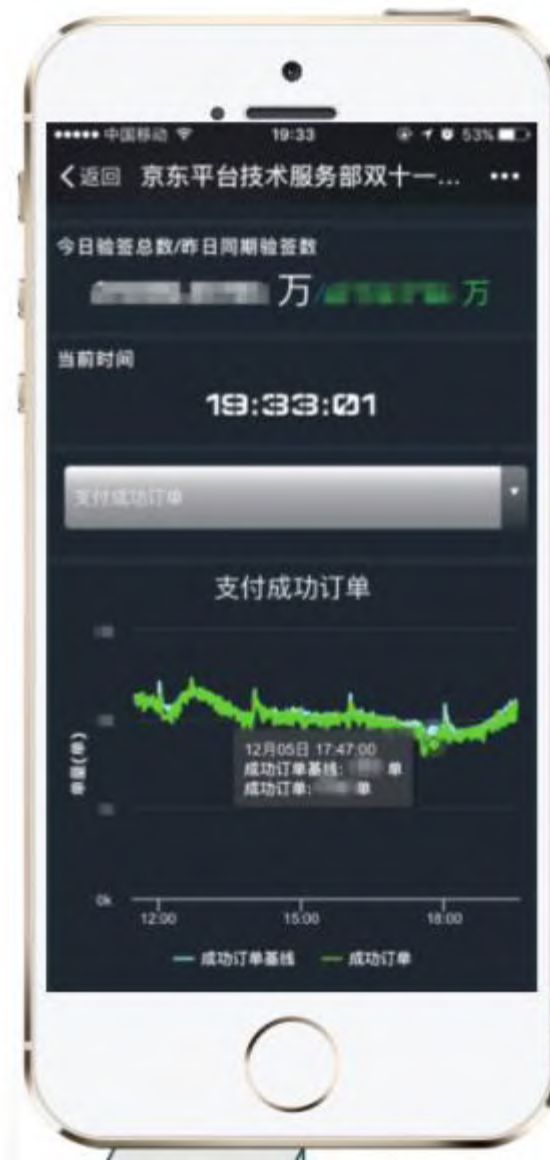 中国移动 19:33 53%
返回 京东平台技术服务部双十一... •••
今日验签总数/昨日同期验签数
万/ 万
当前时间
19:33:01
支付成功订单
支付成功订单
单量(单)
12月05日 17:47:00
成功订单基线: 单
成功订单: 单
0k
12:00 15:00 18:00
成功订单基线 成功订单